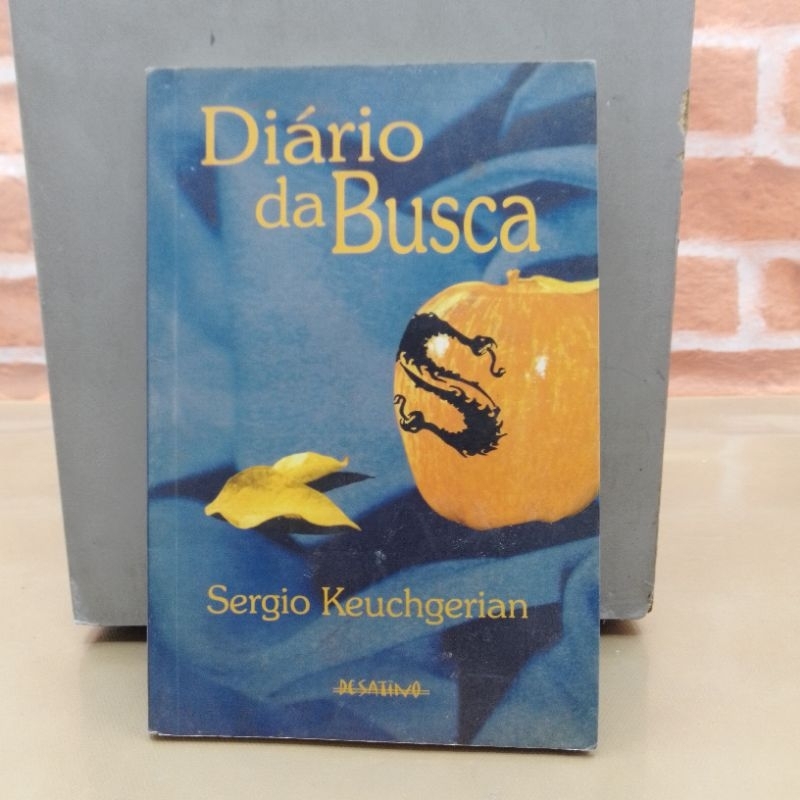 Diário
da Busca
Sergio Keuchgerian
DESATINO